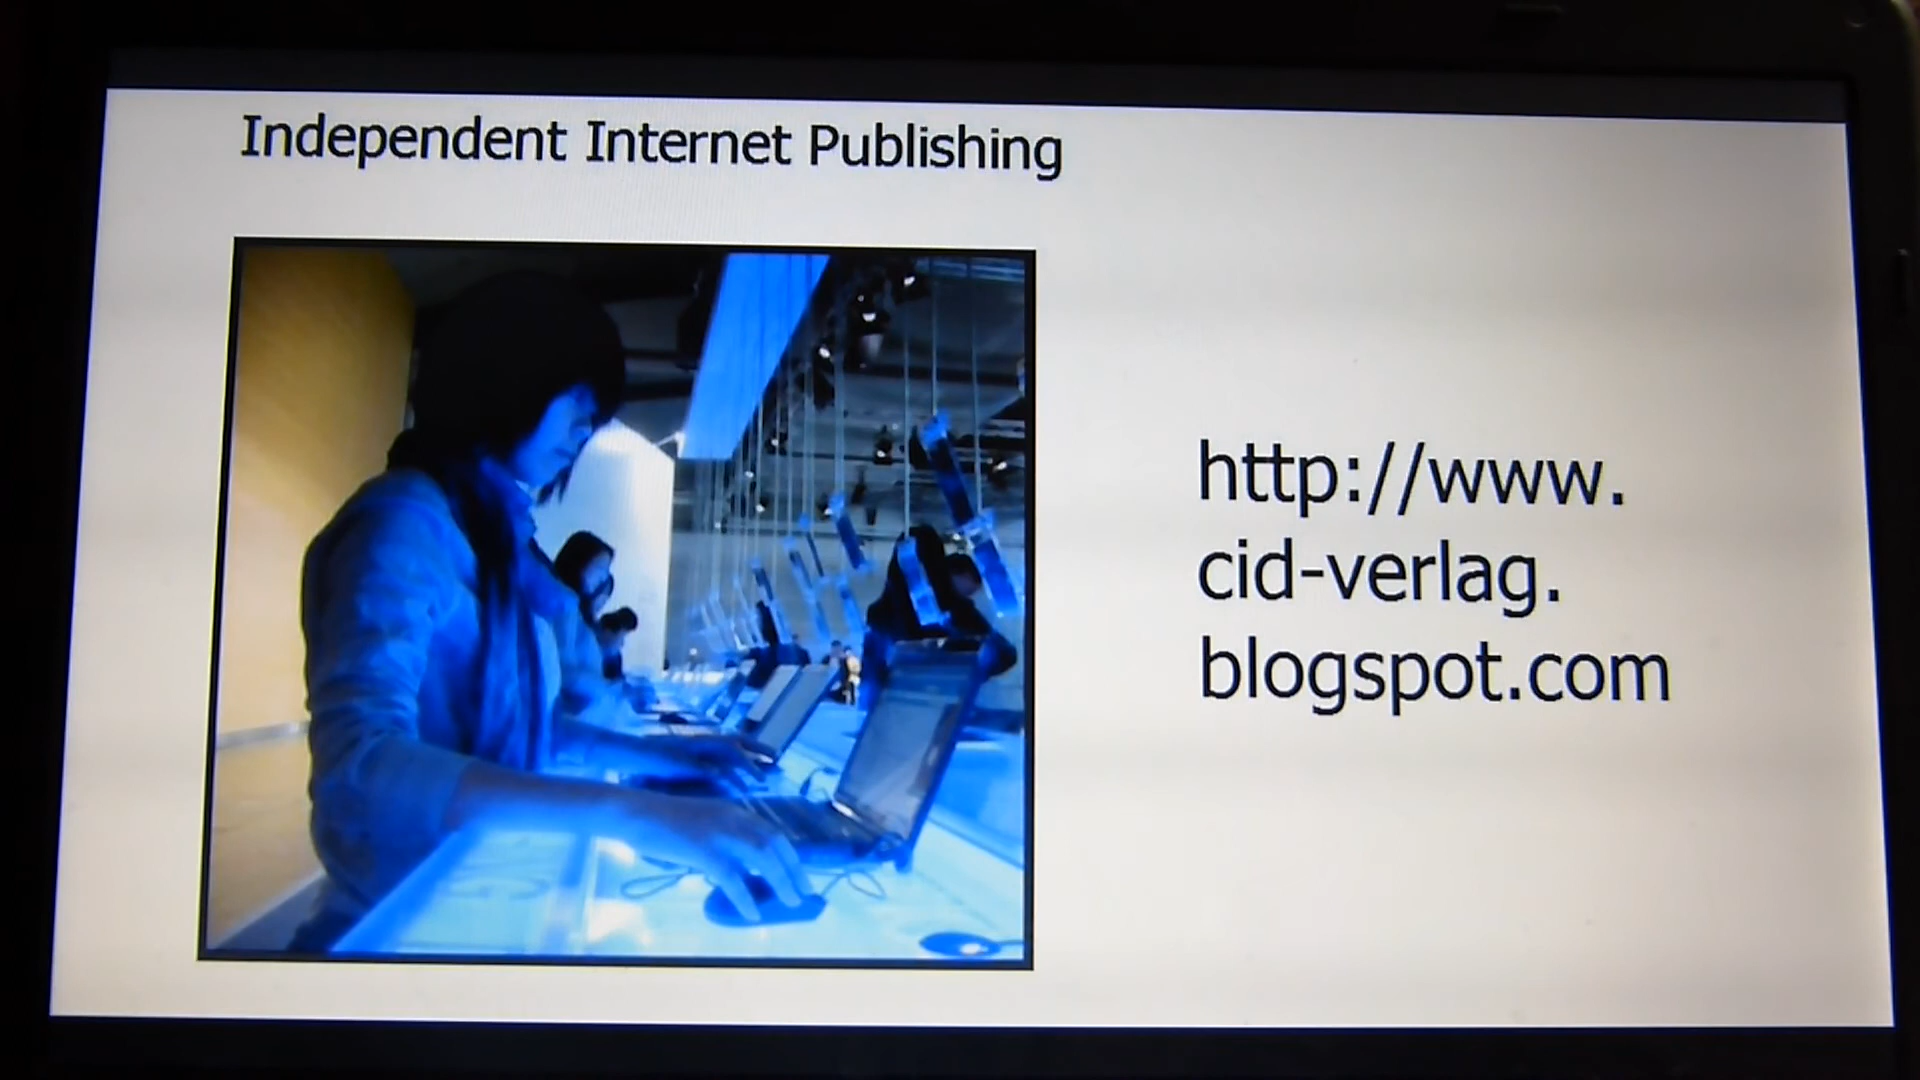 Independent Internet Publishing
http://www.
cid-verlag.
blogspot.com